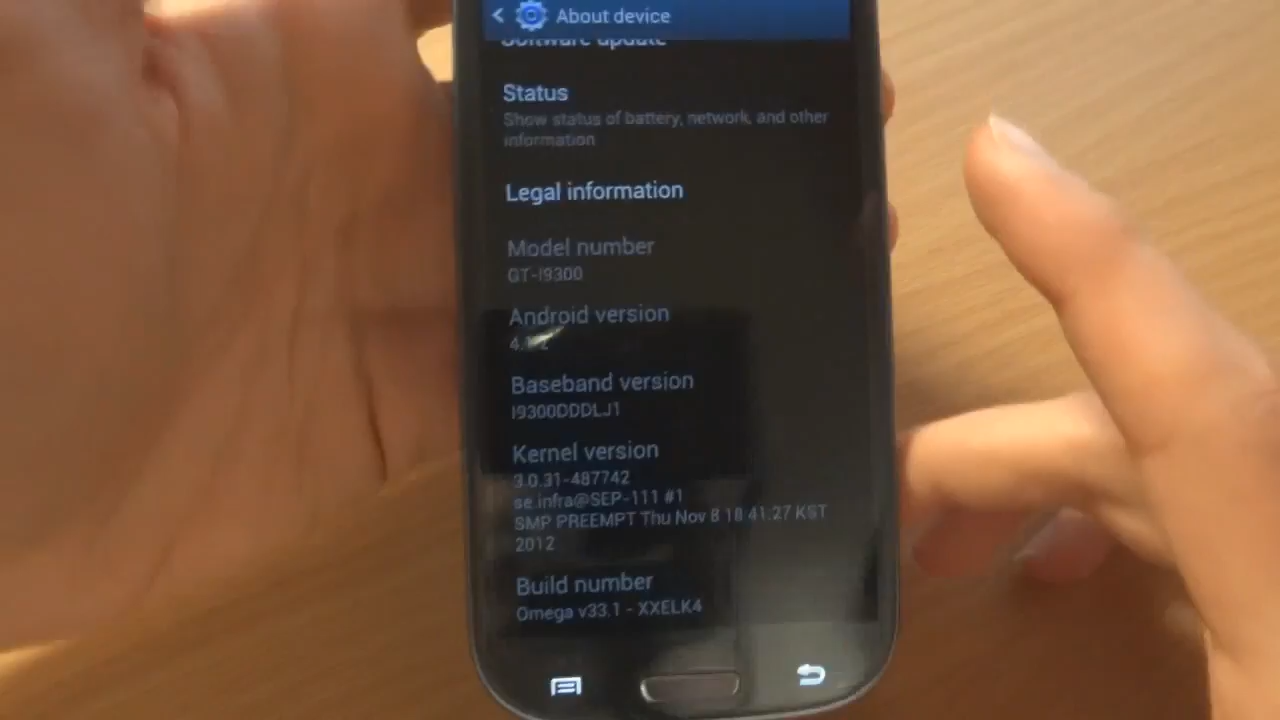 About device
Software update
Status
Show status of battery, network, and other
information
Legal information
Model number
GT-I9300
Android version
Baseband version
I9300DDDLJ1
Kernel version
3.0.31-487742
se.infra@SEP-111 #1
SMP PREEMPT Thu Nov 8 18:41:27 KST
2012
Build number
Omega v33.1 - XXELK4